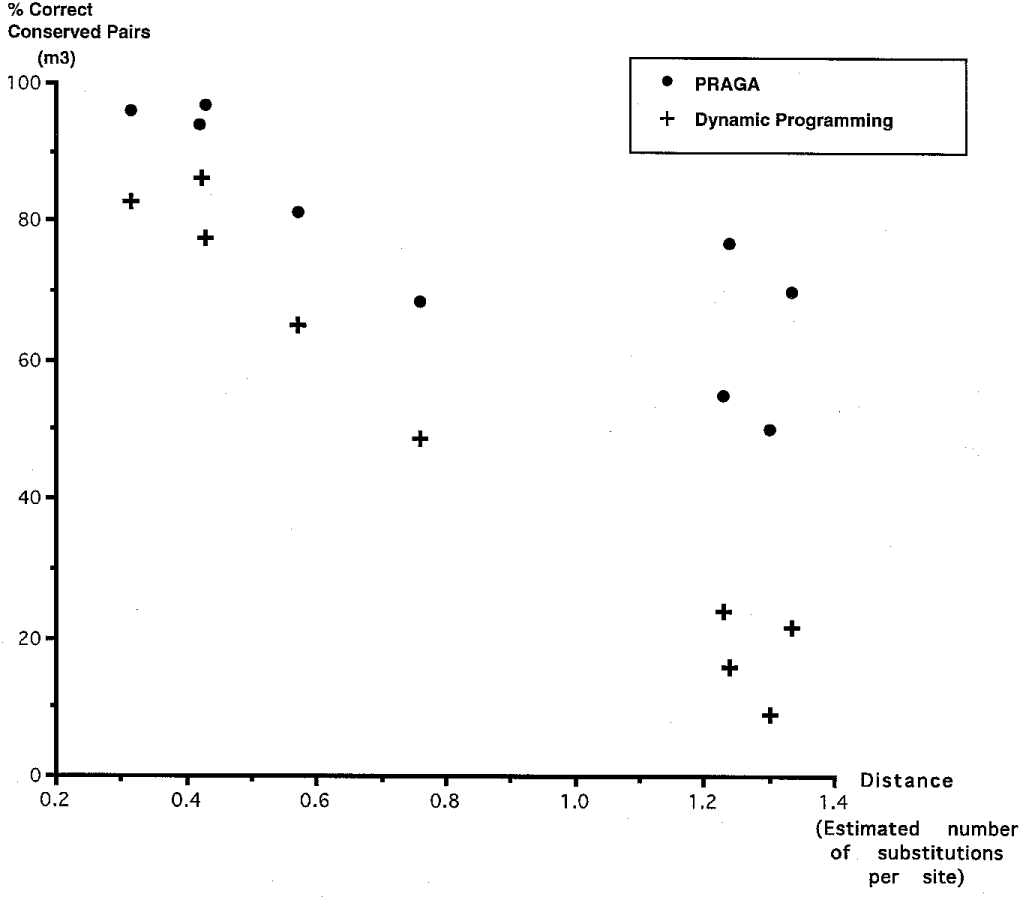 % Correct
Conserved Pairs
(m3)
PRAGA
Dynamic Programming
100
80
60
40
20
0
0.2 0.4 0.6 0.8 1.0 1.2 1.4
Distance
(Estimated number
of substitutions
per site)